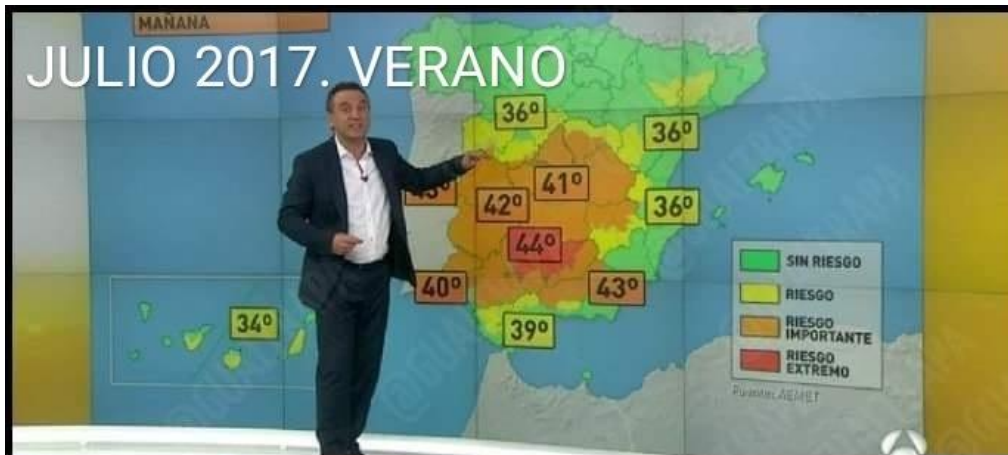 MAÑANA
JULIO 2017. VERANO
36º
36º
43º
41º
42º
36º
44º
40º
43º
34º
39º
SIN RIESGO
RIESGO
RIESGO
IMPORTANTE
RIESGO
EXTREMO
Fuente: AEMET